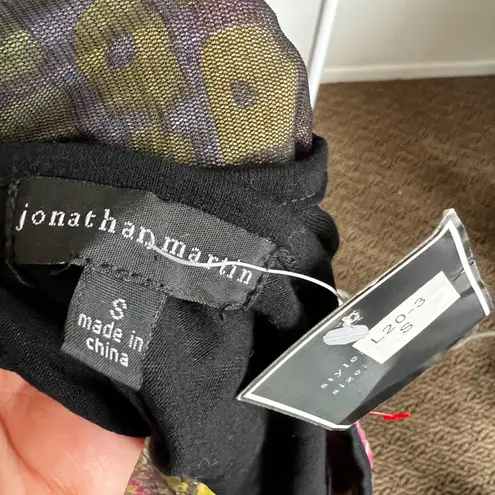 jonathan martin
S
made in
china
L20-3
S
style
size: